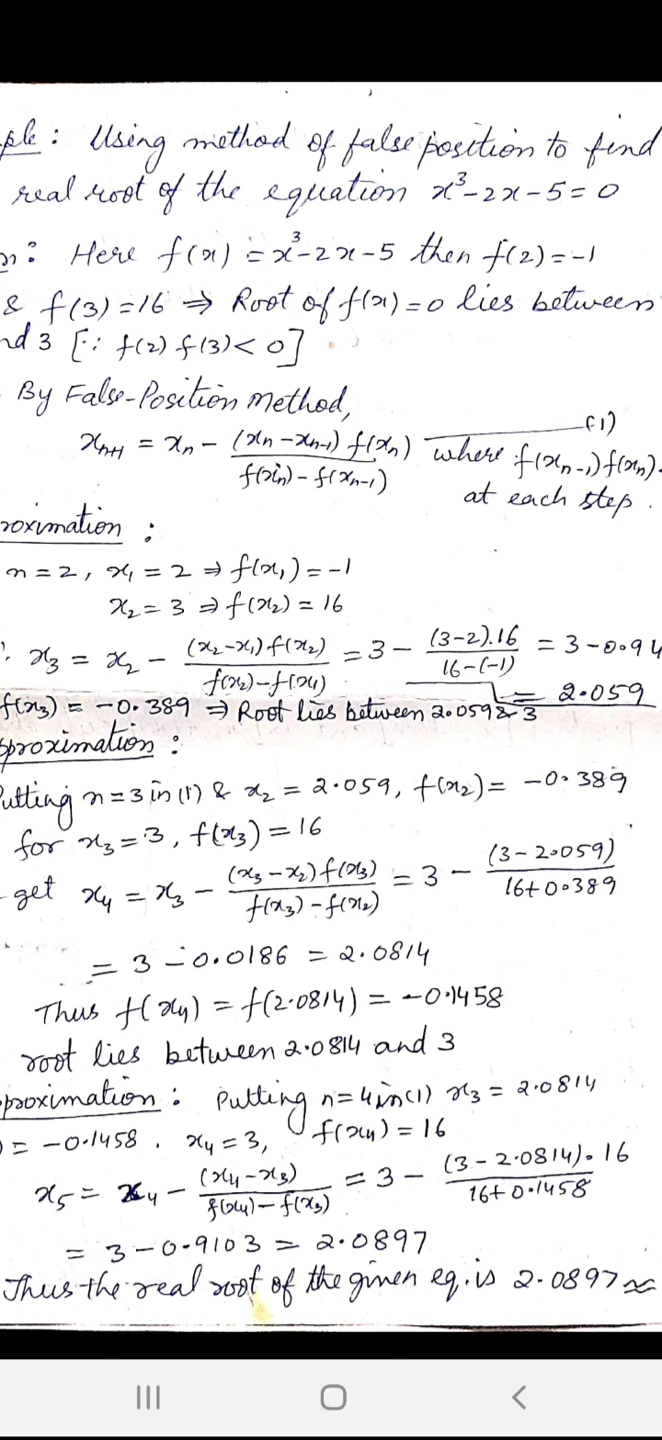 ple : Using method of false position to find
real root of the equation x³-2x-5=0
n : Here f(x) = x³-2x-5 then f(2)=-1
& f(3)=16 ⇒ Root of f(x)=0 lies between
nd 3 [∵ f(2) f(3)<0]
By False-Position Method,
x_{n+1} = x_n - (x_n-x_{n-1}) f(x_n) / f(x_n)-f(x_{n-1}) ——(1) where f(x_{n-1}) f(x_n)
at each step.
roximation :
n=2, x₁=2 ⇒ f(x₁)=-1
x₂=3 ⇒ f(x₂)=16
∴ x₃ = x₂ - (x₂-x₁) f(x₂) / f(x₂)-f(x₁) = 3 - (3-2).16 / 16-(-1) = 3-0.94
= 2.059
f(x₃) = -0.389 ⇒ Root lies between 2.059 & 3
pproximation :
Putting n=3 in (1) & x₂=2.059, f(x₂)= -0.389
for x₃=3, f(x₃)=16
get x₄ = x₃ - (x₃-x₂) f(x₃) / f(x₃)-f(x₂) = 3 - (3-2.059) / 16+0.389
= 3-0.0186 = 2.0814
Thus f(x₄) = f(2.0814) = -0.1458
root lies between 2.0814 and 3
pproximation : Putting n=4 in (1) x₃=2.0814
) = -0.1458. x₄=3, f(x₄)=16
x₅ = x₄ - (x₄-x₃) / f(x₄)-f(x₃) = 3 - (3-2.0814).16 / 16+0.1458
= 3-0.9103 = 2.0897
Thus the real root of the given eq. is 2.0897 ≈